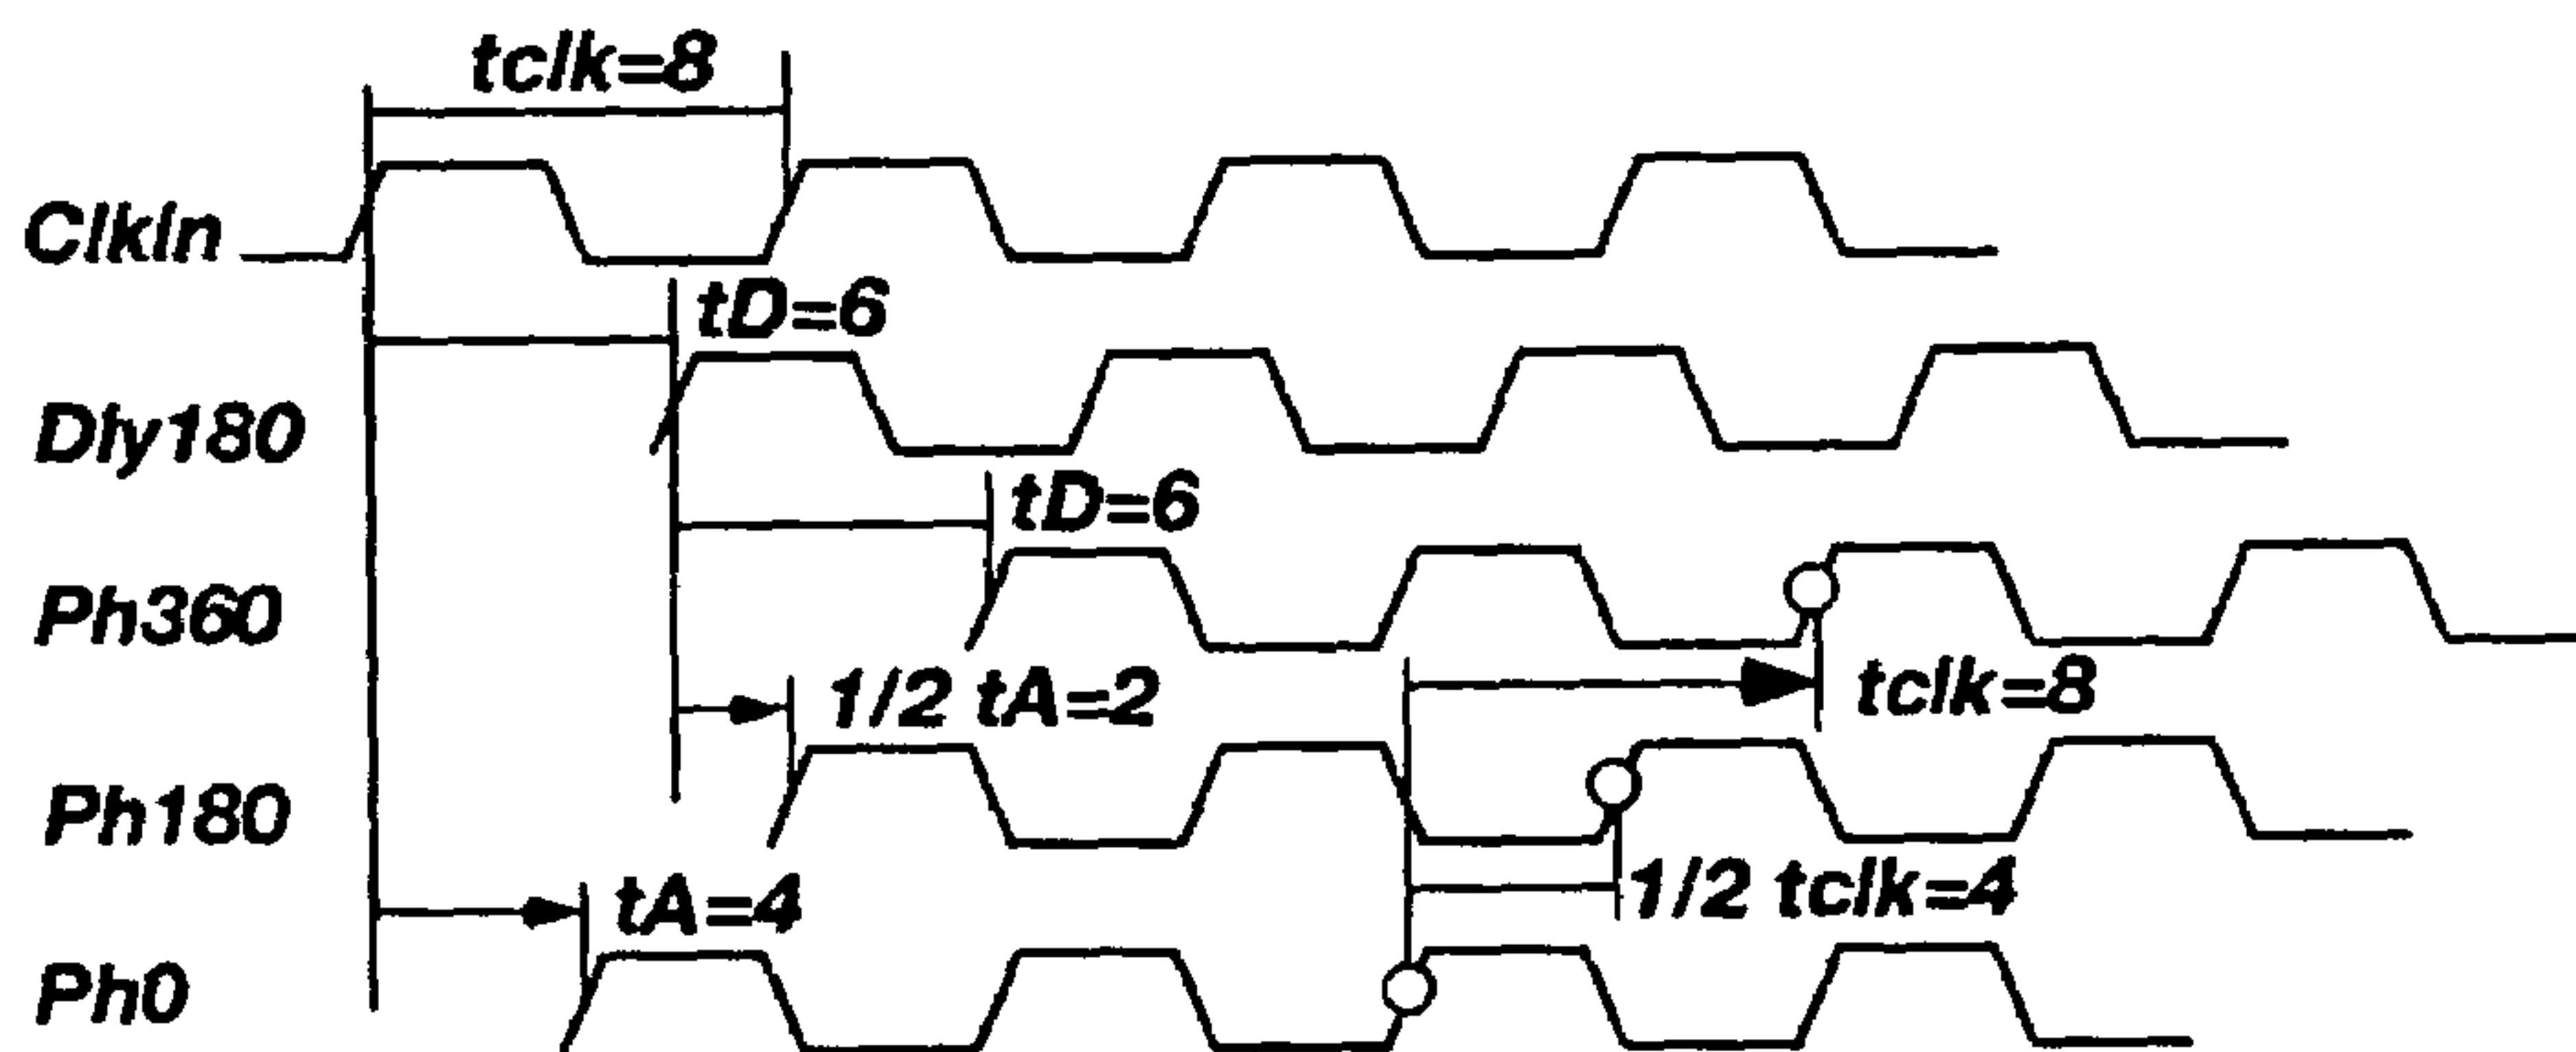 tclk=8
ClkIn
tD=6
Dly180
tD=6
Ph360
1/2 tA=2
tclk=8
Ph180
1/2 tclk=4
tA=4
Ph0